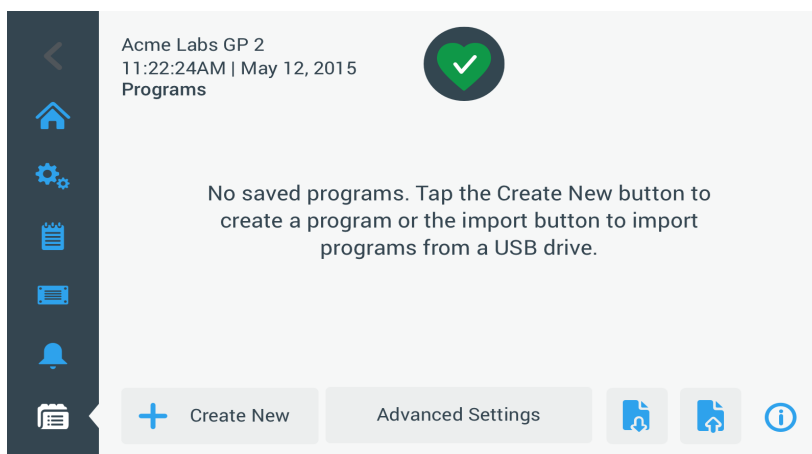 Acme Labs GP 2
11:22:24AM | May 12, 2015
Programs
No saved programs. Tap the Create New button to
create a program or the import button to import
programs from a USB drive.
Create New
Advanced Settings